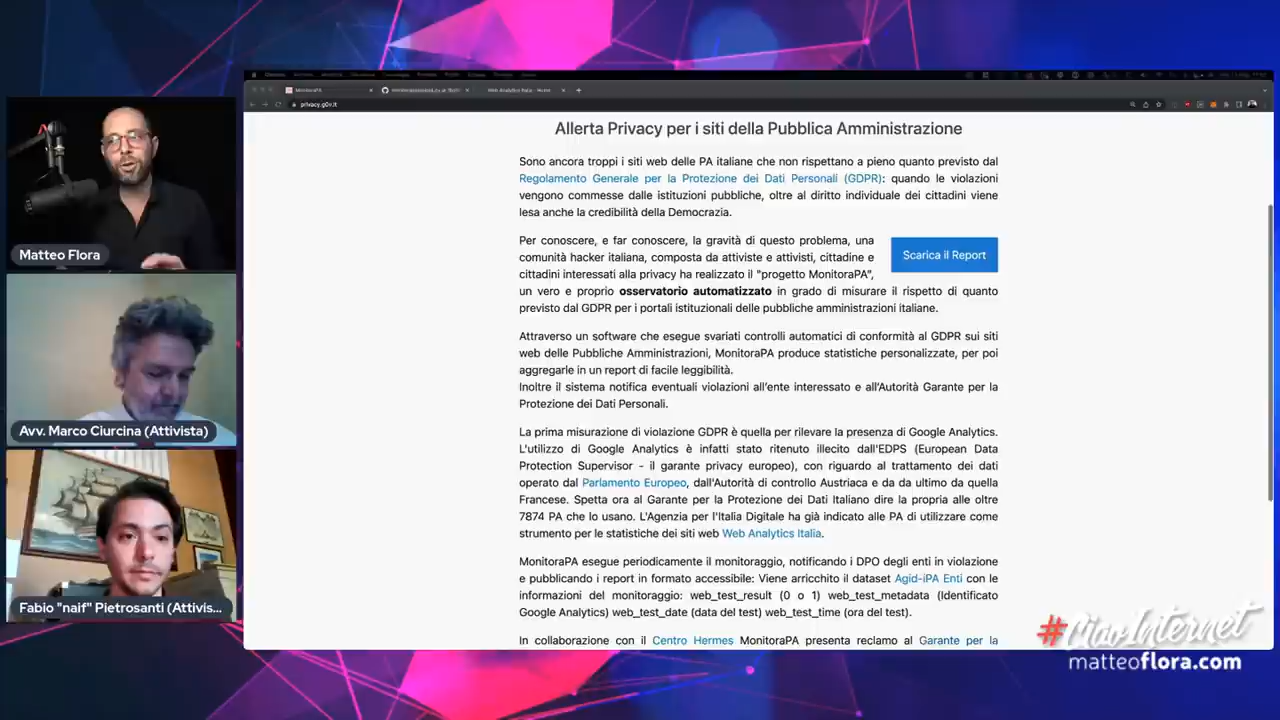 MonitoraPA
Web Analytics Italia - Home
privacy.g0v.it
Allerta Privacy per i siti della Pubblica Amministrazione
Sono ancora troppi i siti web delle PA italiane che non rispettano a pieno quanto previsto dal
Regolamento Generale per la Protezione dei Dati Personali (GDPR): quando le violazioni
vengono commesse dalle istituzioni pubbliche, oltre al diritto individuale dei cittadini viene
lesa anche la credibilità della Democrazia.
Per conoscere, e far conoscere, la gravità di questo problema, una
comunità hacker italiana, composta da attiviste e attivisti, cittadine e
cittadini interessati alla privacy ha realizzato il "progetto MonitoraPA",
un vero e proprio osservatorio automatizzato in grado di misurare il rispetto di quanto
previsto dal GDPR per i portali istituzionali delle pubbliche amministrazioni italiane.
Scarica il Report
Attraverso un software che esegue svariati controlli automatici di conformità al GDPR sui siti
web delle Pubbliche Amministrazioni, MonitoraPA produce statistiche personalizzate, per poi
aggregarle in un report di facile leggibilità.
Inoltre il sistema notifica eventuali violazioni all'ente interessato e all'Autorità Garante per la
Protezione dei Dati Personali.
La prima misurazione di violazione GDPR è quella per rilevare la presenza di Google Analytics.
L'utilizzo di Google Analytics è infatti stato ritenuto illecito dall'EDPS (European Data
Protection Supervisor - il garante privacy europeo), con riguardo al trattamento dei dati
operato dal Parlamento Europeo, dall'Autorità di controllo Austriaca e da da ultimo da quella
Francese. Spetta ora al Garante per la Protezione dei Dati Italiano dire la propria alle oltre
7874 PA che lo usano. L'Agenzia per l'Italia Digitale ha già indicato alle PA di utilizzare come
strumento per le statistiche dei siti web Web Analytics Italia.
MonitoraPA esegue periodicamente il monitoraggio, notificando i DPO degli enti in violazione
e pubblicando i report in formato accessibile: Viene arricchito il dataset Agid-iPA Enti con le
informazioni del monitoraggio: web_test_result (0 o 1) web_test_metadata (Identificato
Google Analytics) web_test_date (data del test) web_test_time (ora del test).
In collaborazione con il Centro Hermes MonitoraPA presenta reclamo al Garante per la
Matteo Flora
Avv. Marco Ciurcina (Attivista)
Fabio "naif" Pietrosanti (Attivis...
#CiaoInternet
matteoflora.com